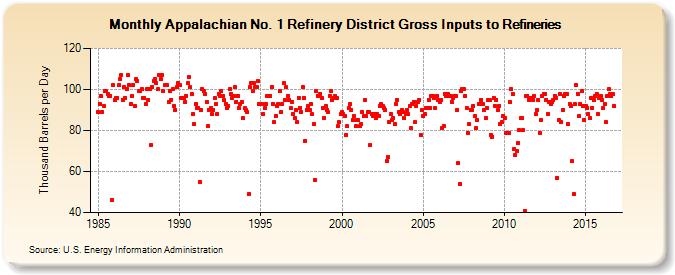 Monthly Appalachian No. 1 Refinery District Gross Inputs to Refineries
Thousand Barrels per Day
120
100
80
60
40
1985 1990 1995 2000 2005 2010 2015
Source: U.S. Energy Information Administration